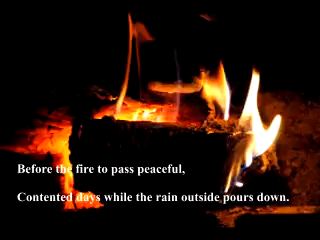 Before the fire to pass peaceful,
Contented days while the rain outside pours down.